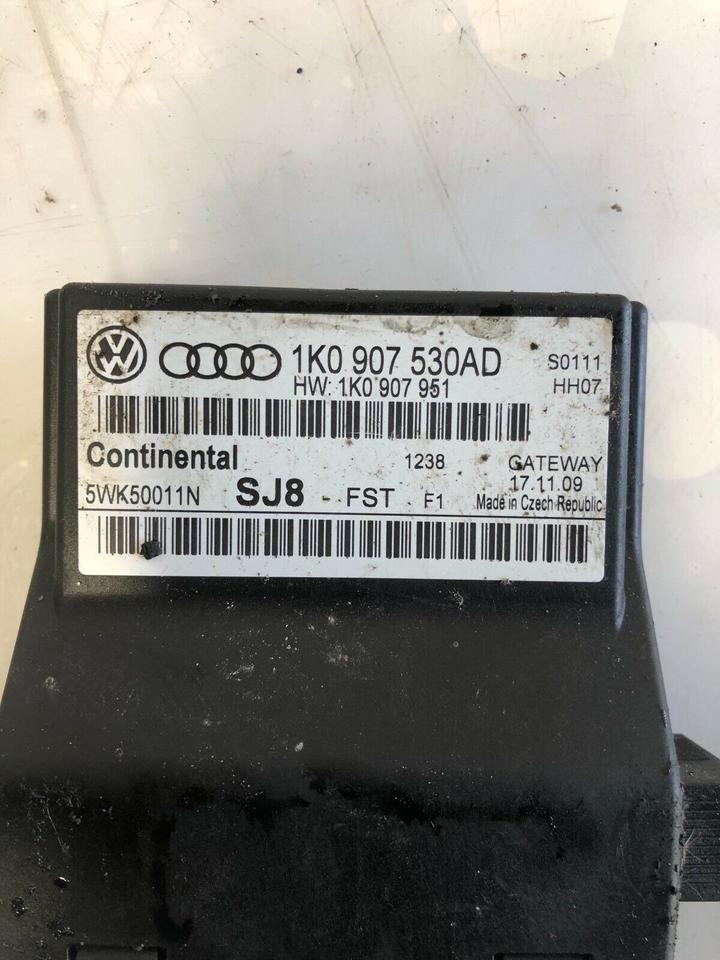 1K0 907 530AD S0111
HW: 1K0 907 951 HH07
Continental 1238 GATEWAY
17.11.09
5WK50011N SJ8 FST F1 Made in Czech Republic